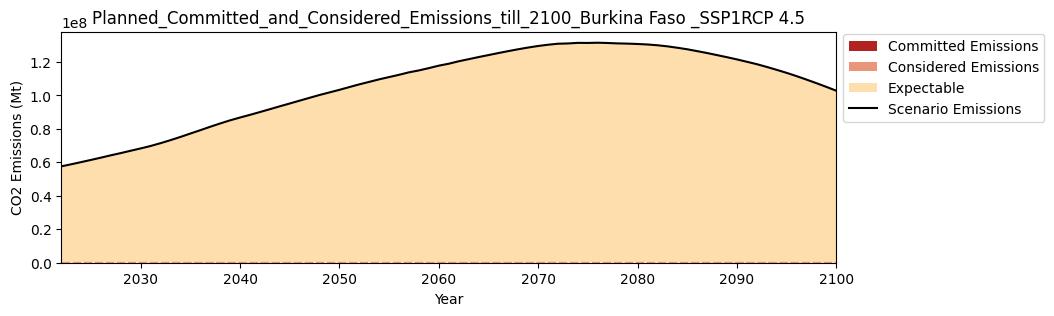 Planned_Committed_and_Considered_Emissions_till_2100_Burkina Faso _SSP1RCP 4.5
1e8
CO2 Emissions (Mt)
1.2
1.0
0.8
0.6
0.4
0.2
0.0
2030 2040 2050 2060 2070 2080 2090 2100
Year
Committed Emissions
Considered Emissions
Expectable
Scenario Emissions